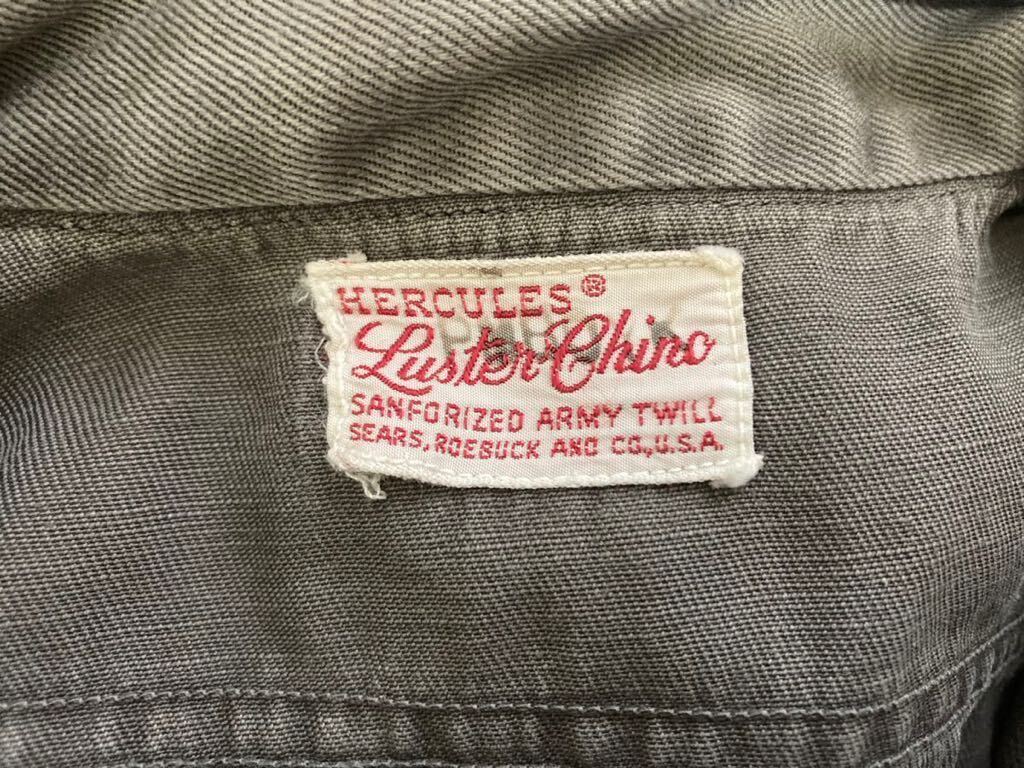 HERCULES®
Luster Chino
SANFORIZED ARMY TWILL
SEARS, ROEBUCK AND CO., U.S.A.